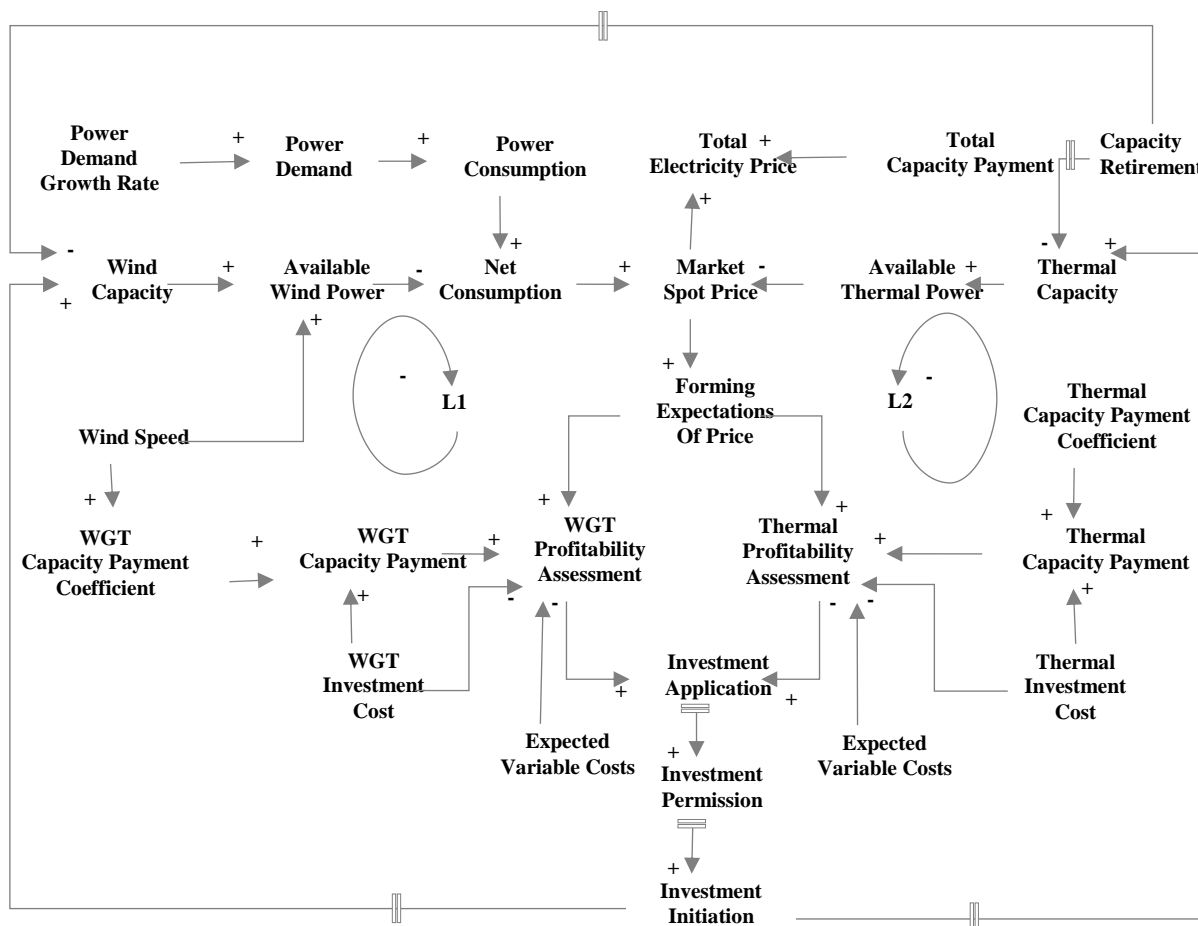 Power
Demand
Growth Rate
+
Power
Demand
+
Power
Consumption
Total
Electricity Price
+
Total
Capacity Payment
Capacity
Retirement
+
+
-
Wind
Capacity
+
+
Available
Wind Power
-
+
Net
Consumption
+
+
Market
Spot Price
-
Available
Thermal Power
+
-
+
Thermal
Capacity
+
Forming
Expectations
Of Price
-
L1
L2
-
Thermal
Capacity Payment
Coefficient
Wind Speed
+
WGT
Capacity Payment
Coefficient
+
WGT
Capacity Payment
+
+
+
WGT
Profitability
Assessment
-
-
+
Thermal
Profitability
Assessment
+
-
-
+
Thermal
Capacity Payment
+
WGT
Investment
Cost
Investment
Application
+
+
Thermal
Investment
Cost
Expected
Variable Costs
Expected
Variable Costs
+
Investment
Permission
+
Investment
Initiation